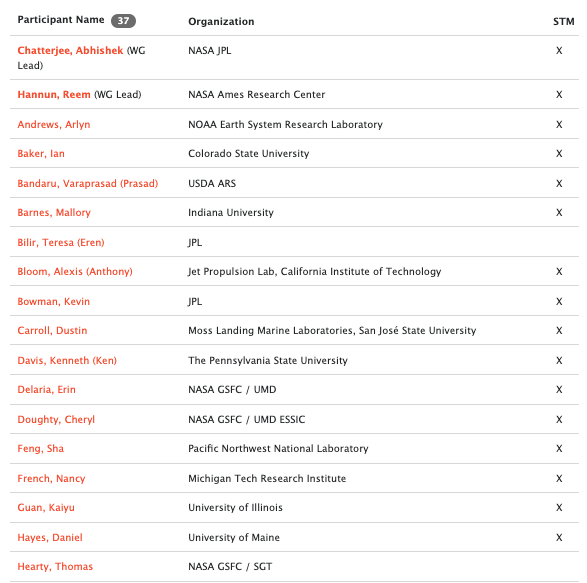 Participant Name 37 Organization STM
Chatterjee, Abhishek (WG NASA JPL X
Lead)
Hannun, Reem (WG Lead) NASA Ames Research Center X
Andrews, Arlyn NOAA Earth System Research Laboratory X
Baker, Ian Colorado State University X
Bandaru, Varaprasad (Prasad) USDA ARS X
Barnes, Mallory Indiana University X
Bilir, Teresa (Eren) JPL
Bloom, Alexis (Anthony) Jet Propulsion Lab, California Institute of Technology X
Bowman, Kevin JPL X
Carroll, Dustin Moss Landing Marine Laboratories, San José State University X
Davis, Kenneth (Ken) The Pennsylvania State University X
Delaria, Erin NASA GSFC / UMD X
Doughty, Cheryl NASA GSFC / UMD ESSIC X
Feng, Sha Pacific Northwest National Laboratory X
French, Nancy Michigan Tech Research Institute X
Guan, Kaiyu University of Illinois X
Hayes, Daniel University of Maine X
Hearty, Thomas NASA GSFC / SGT